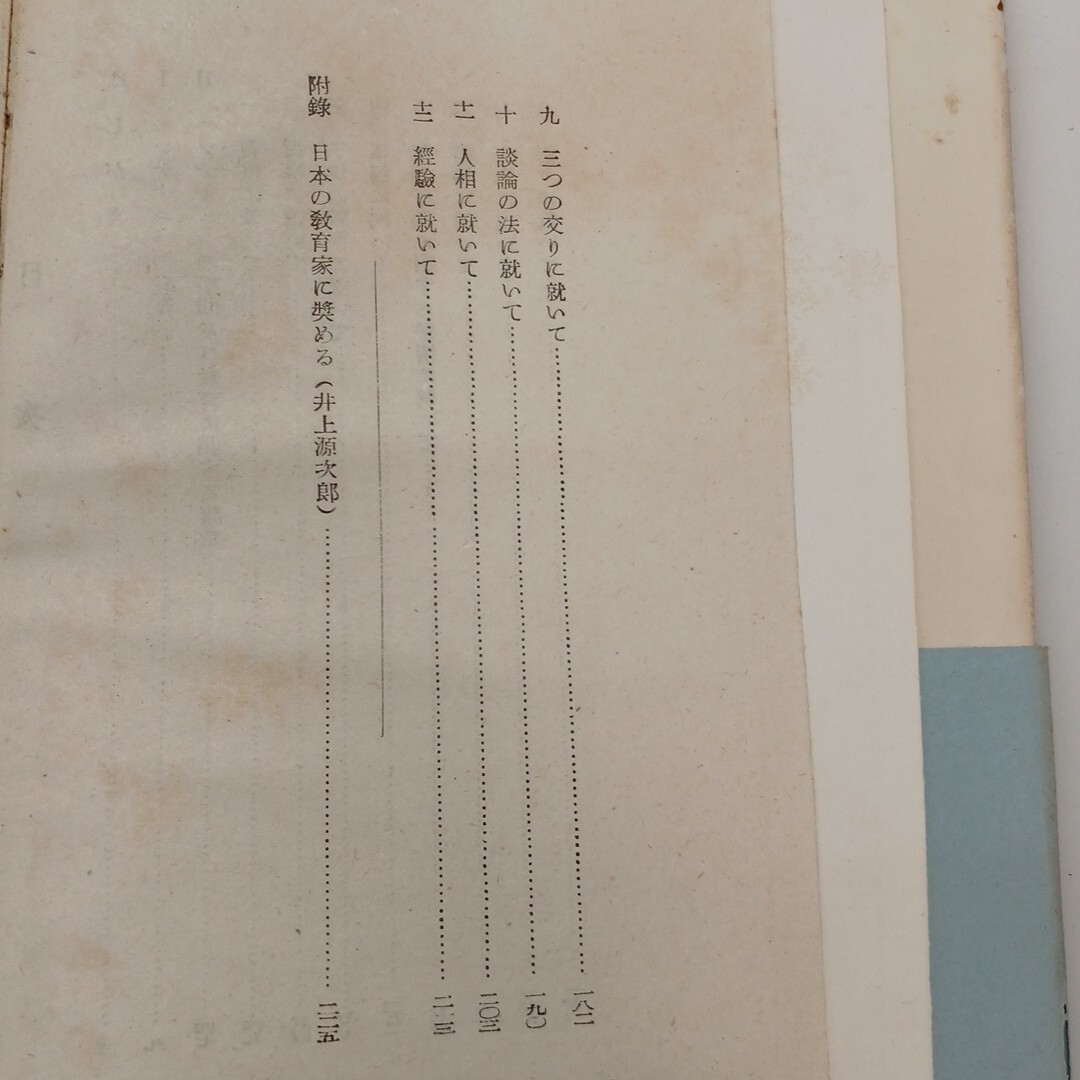 九 三つの交りに就いて……一八二
十 談論の法に就いて……一九〇
十一 人相に就いて……二〇三
十二 經驗に就いて……二一三
附錄 日本の教育家に奬める(井上源次郎)……二二五